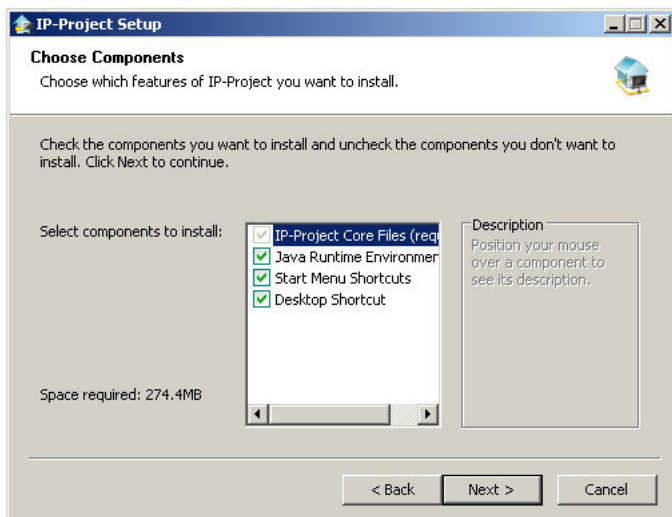 IP-Project Setup
Choose Components
Choose which features of IP-Project you want to install.
Check the components you want to install and uncheck the components you don't want to
install. Click Next to continue.
Select components to install:
IP-Project Core Files (requ
Java Runtime Environmer
Start Menu Shortcuts
Desktop Shortcut
Description
Position your mouse
over a component to
see its description.
Space required: 274.4MB
< Back
Next >
Cancel